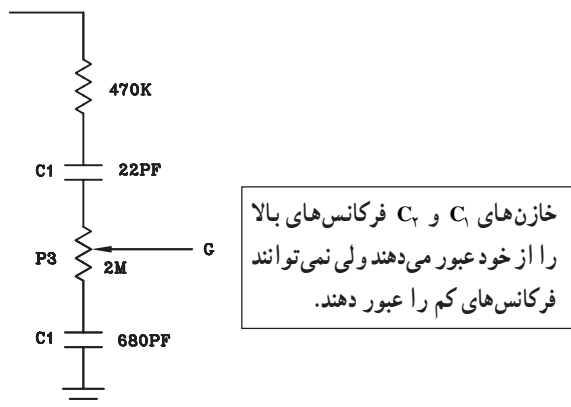 470K
C1 22PF
P3 2M G
C1 680PF
خازن‌های C۱ و C۲ فرکانس‌های بالا
را از خود عبور می‌دهند ولی نمی‌توانند
فرکانس‌های کم را عبور دهند.